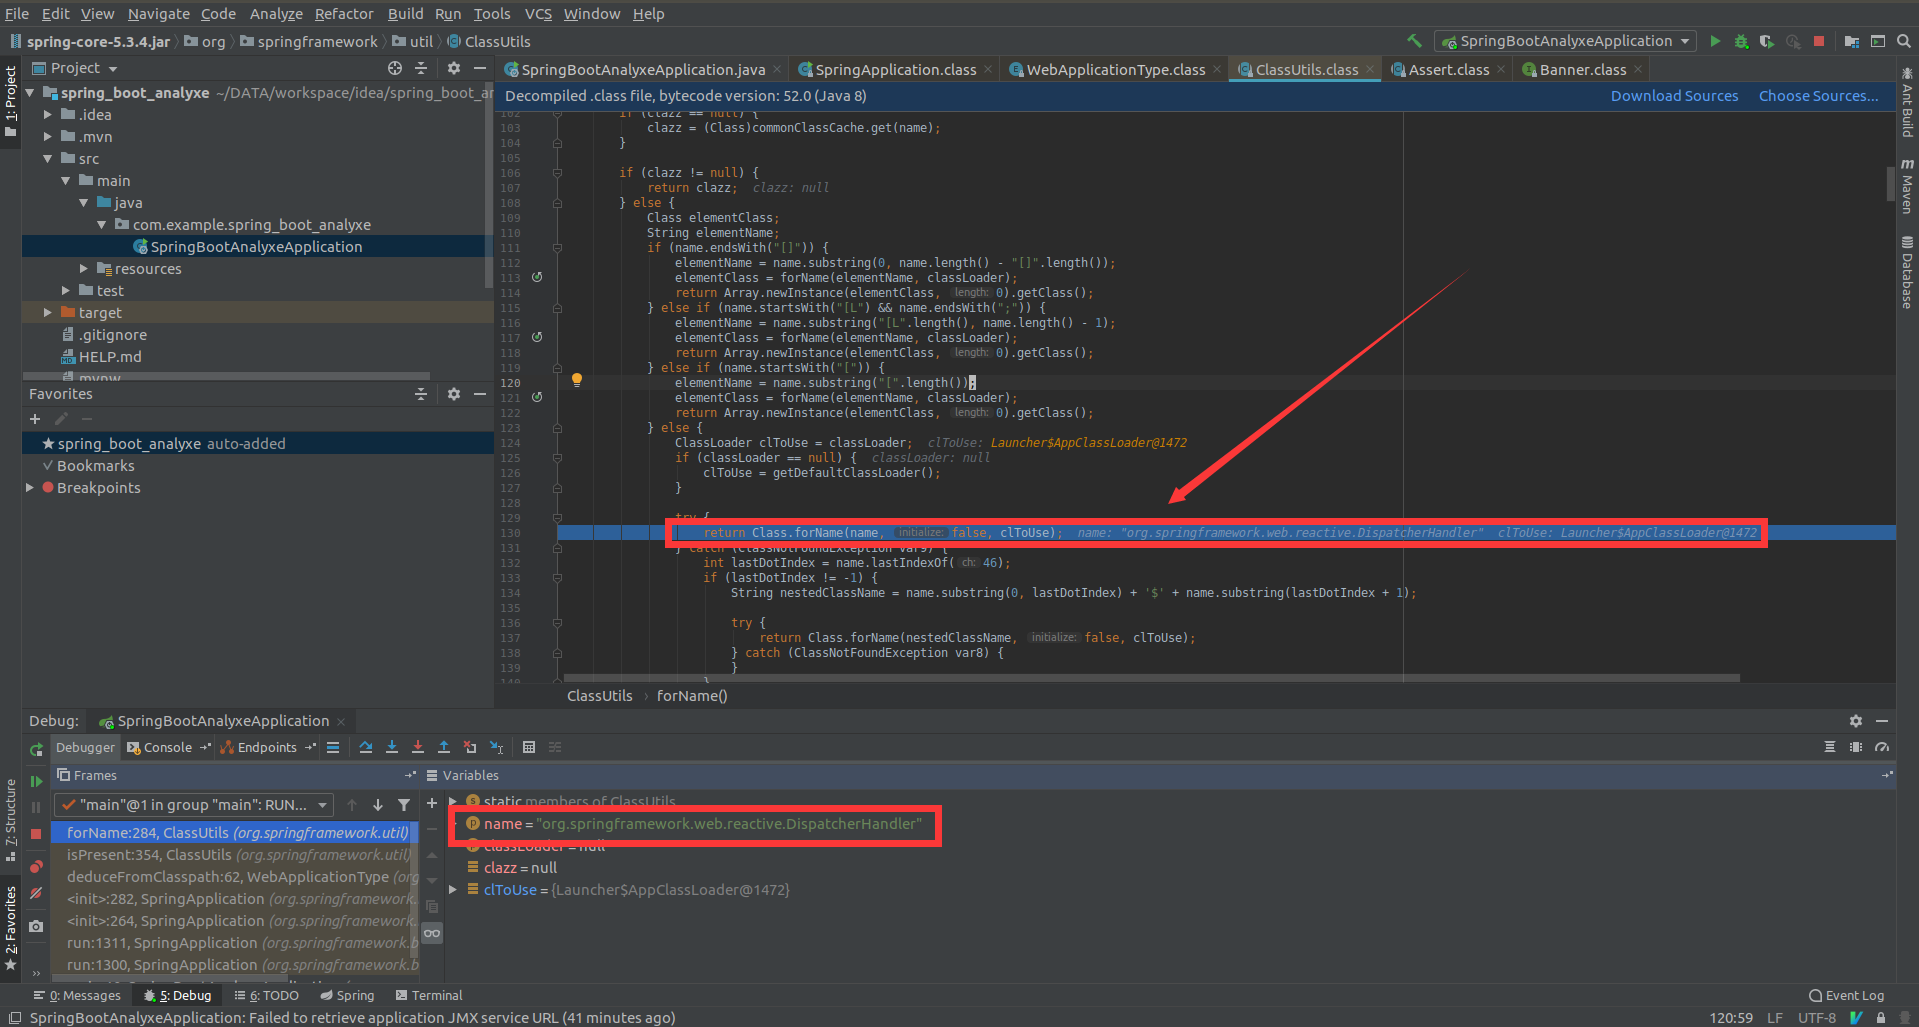 File Edit View Navigate Code Analyze Refactor Build Run Tools VCS Window Help
spring-core-5.3.4.jar org springframework util ClassUtils
SpringBootAnalyxeApplication
1: Project
Project
spring_boot_analyxe ~/DATA/workspace/idea/spring_boot_an
.idea
.mvn
src
main
java
com.example.spring_boot_analyxe
SpringBootAnalyxeApplication
resources
test
target
.gitignore
HELP.md
mvnw
Favorites
spring_boot_analyxe auto-added
Bookmarks
Breakpoints
SpringBootAnalyxeApplication.java SpringApplication.class WebApplicationType.class ClassUtils.class Assert.class Banner.class
Decompiled .class file, bytecode version: 52.0 (Java 8) Download Sources Choose Sources...
102 if (clazz == null) {
103 clazz = (Class)commonClassCache.get(name);
104 }
105
106 if (clazz != null) {
107 return clazz; clazz: null
108 } else {
109 Class elementClass;
110 String elementName;
111 if (name.endsWith("[]")) {
112 elementName = name.substring(0, name.length() - "[]".length());
113 elementClass = forName(elementName, classLoader);
114 return Array.newInstance(elementClass, length: 0).getClass();
115 } else if (name.startsWith("[L") && name.endsWith(";")) {
116 elementName = name.substring("[L".length(), name.length() - 1);
117 elementClass = forName(elementName, classLoader);
118 return Array.newInstance(elementClass, length: 0).getClass();
119 } else if (name.startsWith("[")) {
120 elementName = name.substring("[".length());
121 elementClass = forName(elementName, classLoader);
122 return Array.newInstance(elementClass, length: 0).getClass();
123 } else {
124 ClassLoader clToUse = classLoader; clToUse: Launcher$AppClassLoader@1472
125 if (classLoader == null) { classLoader: null
126 clToUse = getDefaultClassLoader();
127 }
128
129 try {
130 return Class.forName(name, initialize: false, clToUse); name: "org.springframework.web.reactive.DispatcherHandler" clToUse: Launcher$AppClassLoader@1472
131 } catch (ClassNotFoundException var9) {
132 int lastDotIndex = name.lastIndexOf( ch: 46);
133 if (lastDotIndex != -1) {
134 String nestedClassName = name.substring(0, lastDotIndex) + '$' + name.substring(lastDotIndex + 1);
135
136 try {
137 return Class.forName(nestedClassName, initialize: false, clToUse);
138 } catch (ClassNotFoundException var8) {
139 }
140 }
ClassUtils forName()
Ant Build
Maven
Database
Debug: SpringBootAnalyxeApplication
Debugger Console Endpoints
Frames
"main"@1 in group "main": RUN...
forName:284, ClassUtils (org.springframework.util)
isPresent:354, ClassUtils (org.springframework.util)
deduceFromClasspath:62, WebApplicationType (org
<init>:282, SpringApplication (org.springframework.
<init>:264, SpringApplication (org.springframework.
run:1311, SpringApplication (org.springframework.b
run:1300, SpringApplication (org.springframework.b
Variables
static members of ClassUtils
name = "org.springframework.web.reactive.DispatcherHandler"
classLoader = null
clazz = null
clToUse = {Launcher$AppClassLoader@1472}
7: Structure
2: Favorites
0: Messages 5: Debug 6: TODO Spring Terminal Event Log
SpringBootAnalyxeApplication: Failed to retrieve application JMX service URL (41 minutes ago) 120:59 LF UTF-8